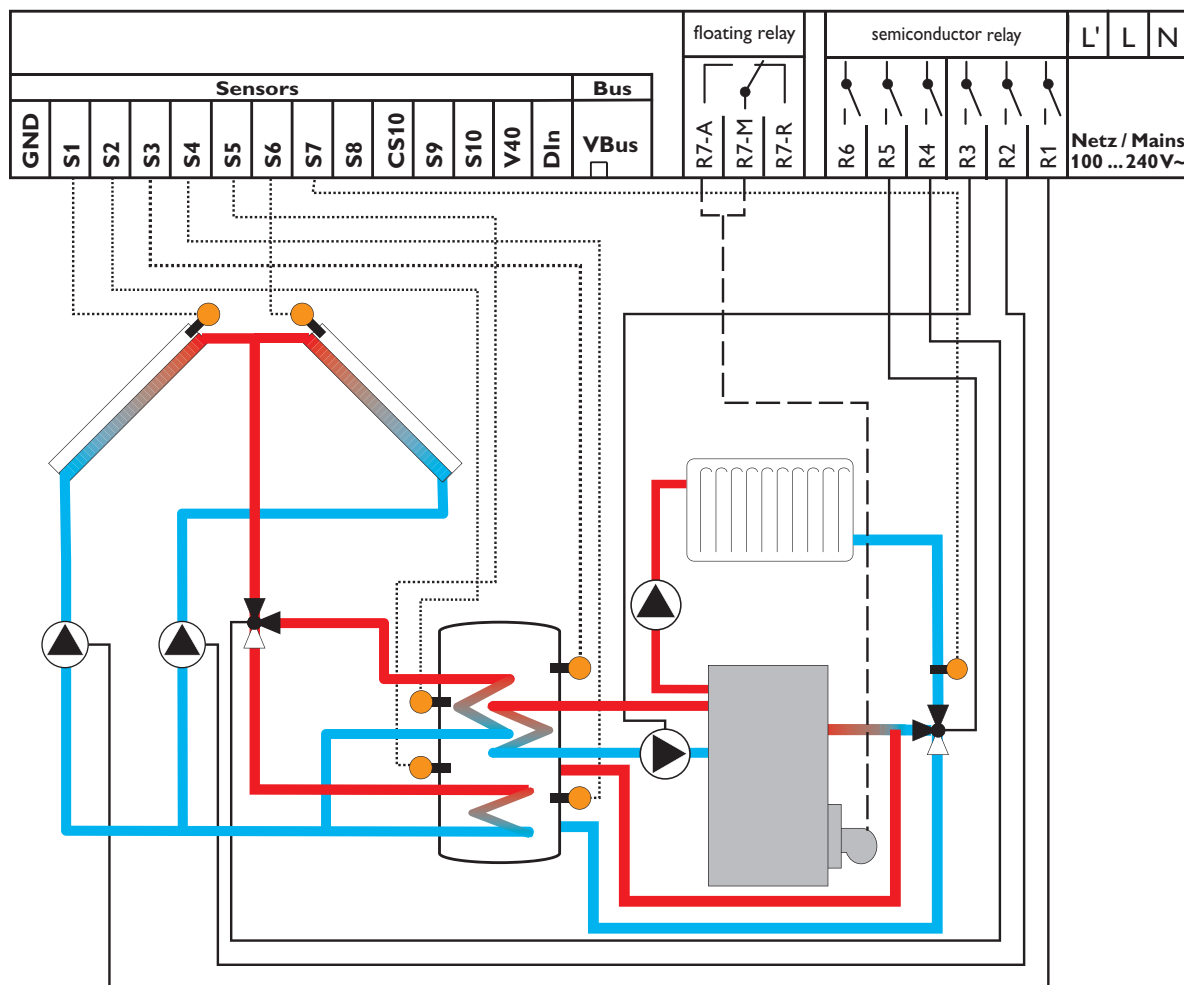 floating relay
semiconductor relay
L' L N
Sensors
Bus
GND
S1
S2
S3
S4
S5
S6
S7
S8
CS10
S9
S10
V40
DIn
VBus
R7-A
R7-M
R7-R
R6
R5
R4
R3
R2
R1
Netz / Mains
100 ... 240 V~